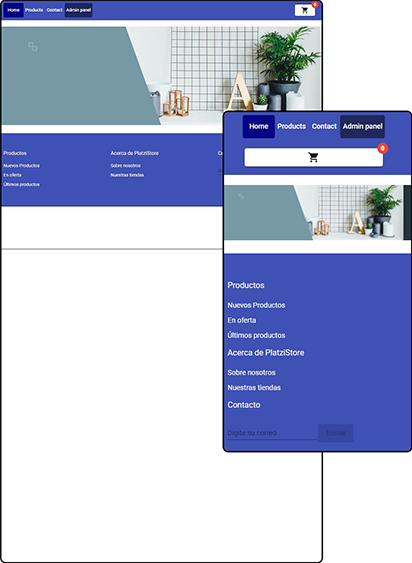 Home Products Contact Admin panel
0
Productos
Nuevos Productos
En oferta
Últimos productos
Acerca de PlatziStore
Sobre nosotros
Nuestras tiendas
Home Products Contact Admin panel
0
Productos
Nuevos Productos
En oferta
Últimos productos
Acerca de PlatziStore
Sobre nosotros
Nuestras tiendas
Contacto
Digite su correo
Enviar